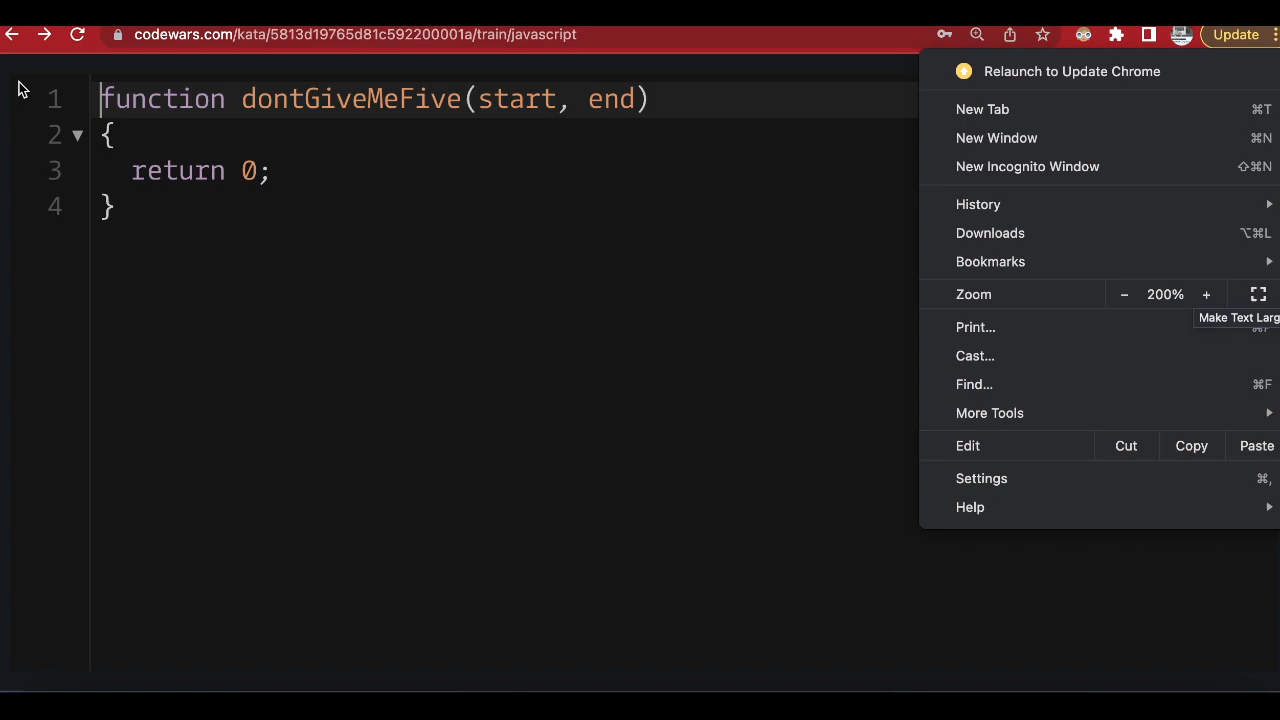 codewars.com/kata/5813d19765d81c592200001a/train/javascript
Update
1 function dontGiveMeFive(start, end)
2 {
3 return 0;
4 }
Relaunch to Update Chrome
New Tab ⌘T
New Window ⌘N
New Incognito Window ⇧⌘N
History
Downloads ⌥⌘L
Bookmarks
Zoom - 200% +
Make Text Larg
Print...
Cast...
Find... ⌘F
More Tools
Edit Cut Copy Paste
Settings ⌘,
Help